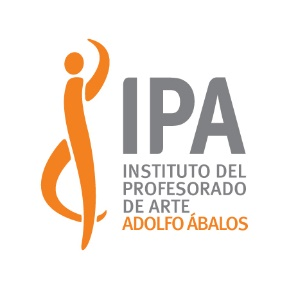 IPA
INSTITUTO DEL
PROFESORADO
DE ARTE
ADOLFO ÁBALOS